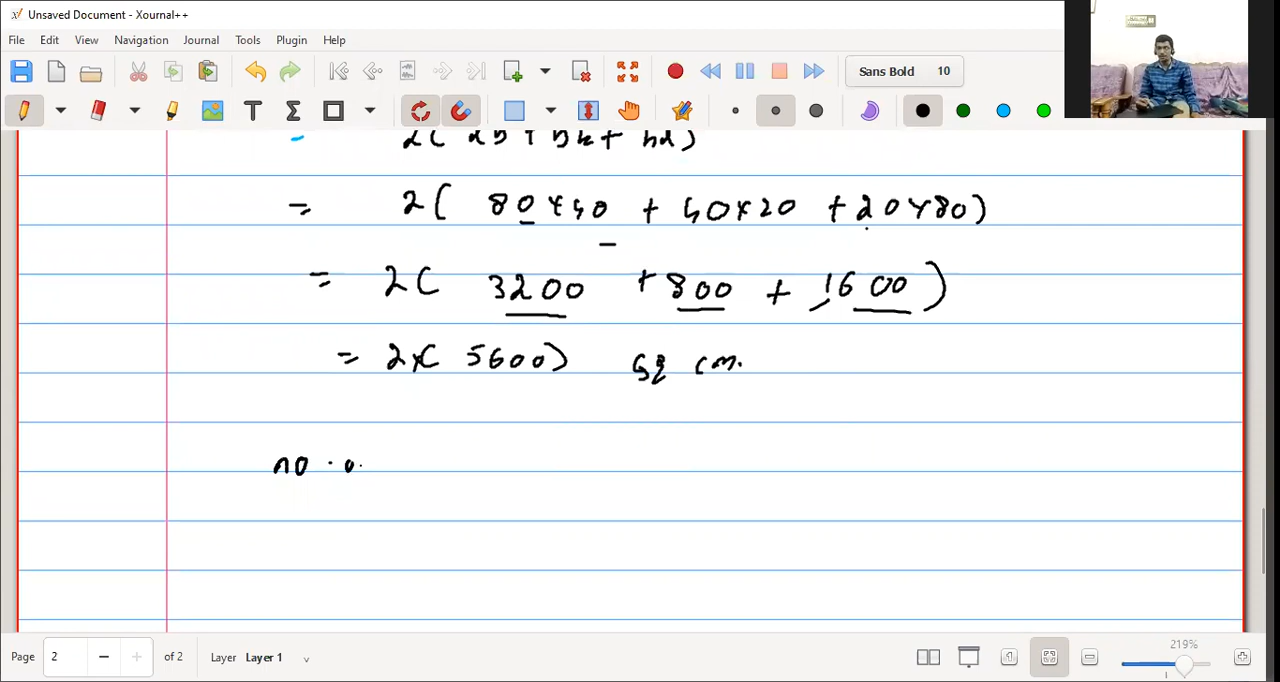 Unsaved Document - Xournal++
File Edit View Navigation Journal Tools Plugin Help
Sans Bold 10
= 2( 80×40 + 40×20 + 20×80)
= 2( 3200 + 800 + 1600 )
= 2×( 5600) sq cm.
no. o
Page 2 of 2 Layer Layer 1 219%